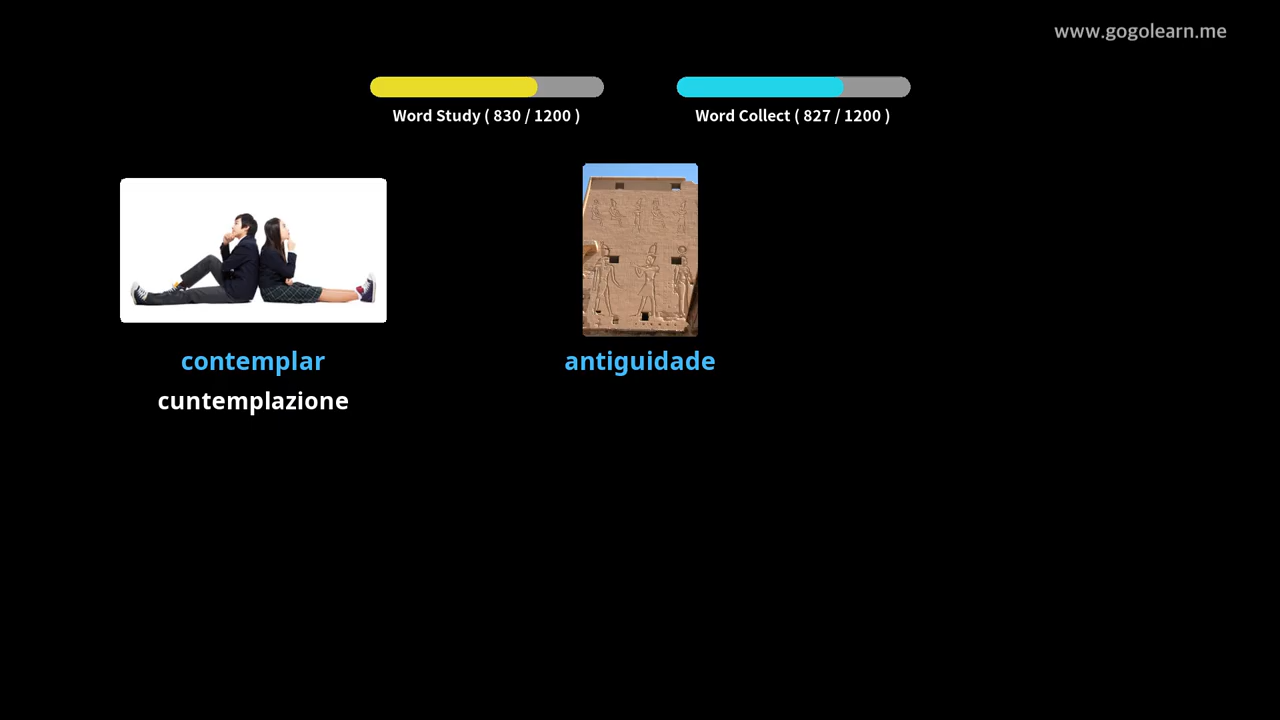 www.gogolearn.me
Word Study ( 830 / 1200 )
Word Collect ( 827 / 1200 )
contemplar
cuntemplazione
antiguidade